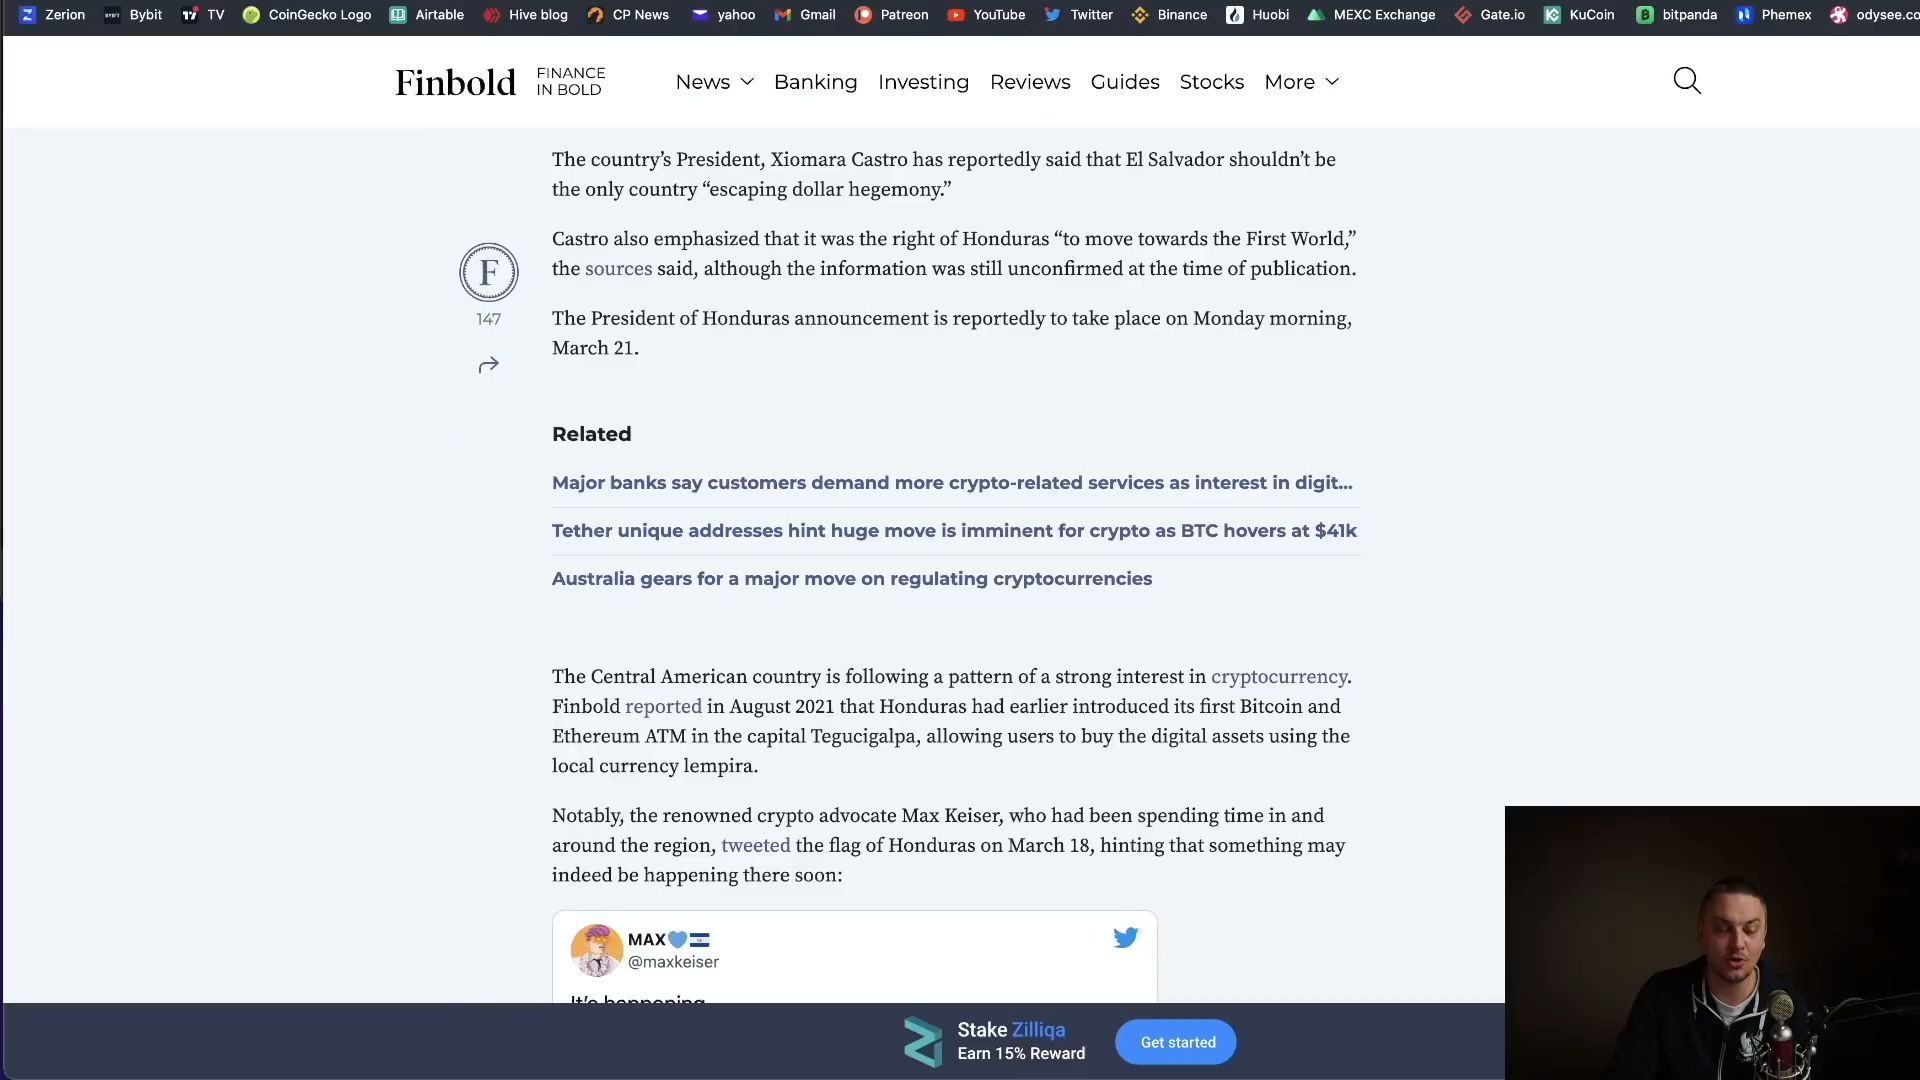 Zerion Bybit TV CoinGecko Logo Airtable Hive blog CP News yahoo Gmail Patreon YouTube Twitter Binance Huobi MEXC Exchange Gate.io KuCoin bitpanda Phemex odysee.co
Finbold FINANCE IN BOLD News Banking Investing Reviews Guides Stocks More
The country’s President, Xiomara Castro has reportedly said that El Salvador shouldn’t be
the only country “escaping dollar hegemony.”
Castro also emphasized that it was the right of Honduras “to move towards the First World,”
the sources said, although the information was still unconfirmed at the time of publication.
F
147
The President of Honduras announcement is reportedly to take place on Monday morning,
March 21.
Related
Major banks say customers demand more crypto-related services as interest in digit...
Tether unique addresses hint huge move is imminent for crypto as BTC hovers at $41k
Australia gears for a major move on regulating cryptocurrencies
The Central American country is following a pattern of a strong interest in cryptocurrency.
Finbold reported in August 2021 that Honduras had earlier introduced its first Bitcoin and
Ethereum ATM in the capital Tegucigalpa, allowing users to buy the digital assets using the
local currency lempira.
Notably, the renowned crypto advocate Max Keiser, who had been spending time in and
around the region, tweeted the flag of Honduras on March 18, hinting that something may
indeed be happening there soon:
MAX
@maxkeiser
It’s happening
Stake Zilliqa
Earn 15% Reward
Get started